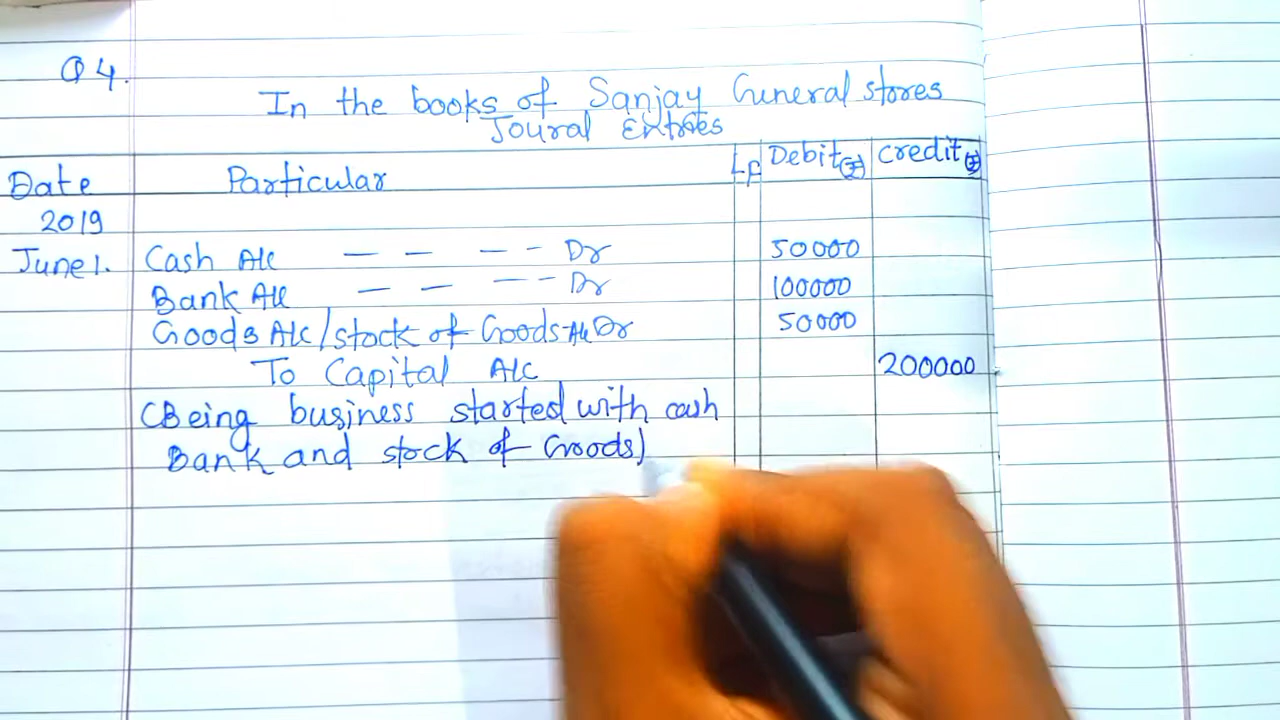 Q 4.
In the books of Sanjay General stores
Joural Entries
Date Particular LF Debit(₹) credit(₹)
2019
June 1. Cash A/c — — — - Dr 50000
Bank A/c — — — - Dr 100000
Goods A/c/stock of Goods A/c Dr 50000
To Capital A/c 200000
(Being business started with cash
Bank and stock of Goods)